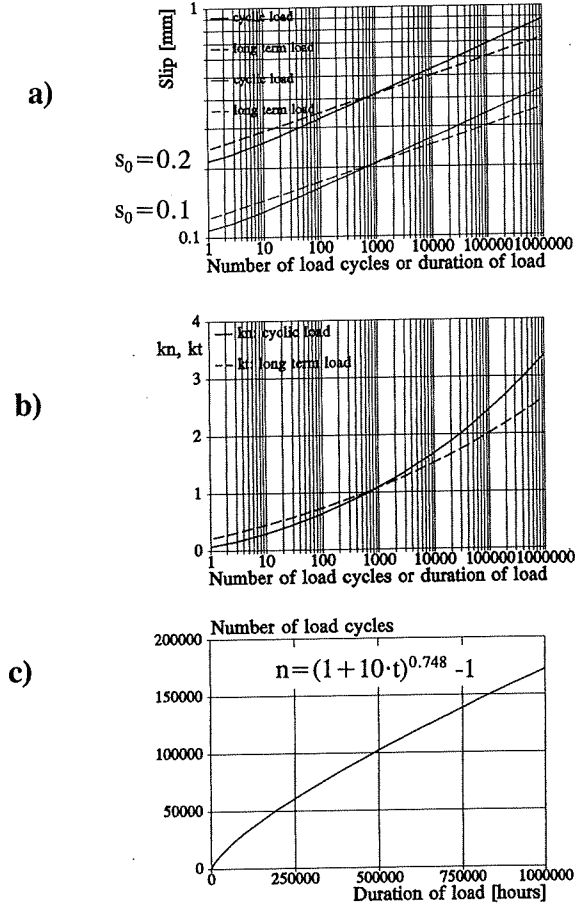 a)
Slip [mm]
1
cyclic load
long term load
cyclic load
long term load
s₀=0.2
s₀=0.1
0.1
1 10 100 1000 10000 100000 1000000
Number of load cycles or duration of load
b)
kn, kt
4
kn: cyclic load
kt: long term load
3
2
1
0
1 10 100 1000 10000 100000 1000000
Number of load cycles or duration of load
c)
Number of load cycles
200000
n=(1+10·t)^0.748 -1
150000
100000
50000
0
0 250000 500000 750000 1000000
Duration of load [hours]